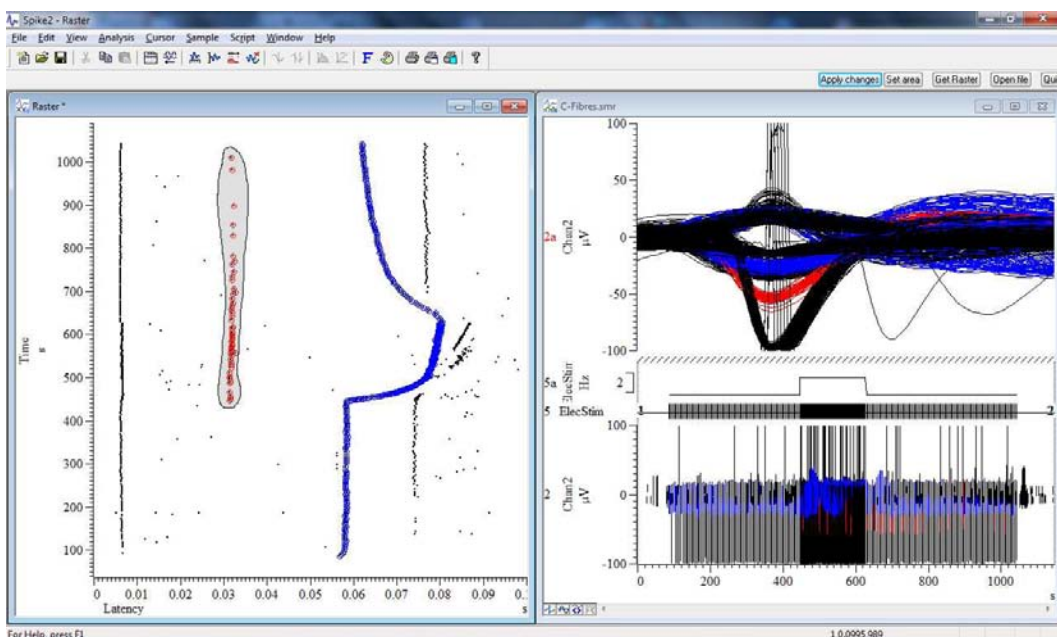 Spike2 - Raster
File Edit View Analysis Cursor Sample Script Window Help
Apply changes Set area Get Raster Open file Qui
Raster *
1000
900
800
700
600
500
400
300
200
100
Time
s
0 0.01 0.02 0.03 0.04 0.05 0.06 0.07 0.08 0.09 0.1
Latency s
C-Fibres.smr
100
50
0
-50
-100
2a
Chan2
µV
5a
ElecStim
Hz
2
5 ElecStim 1 2
100
0
-100
2
Chan2
µV
0 200 400 600 800 1000
s
For Help, press F1